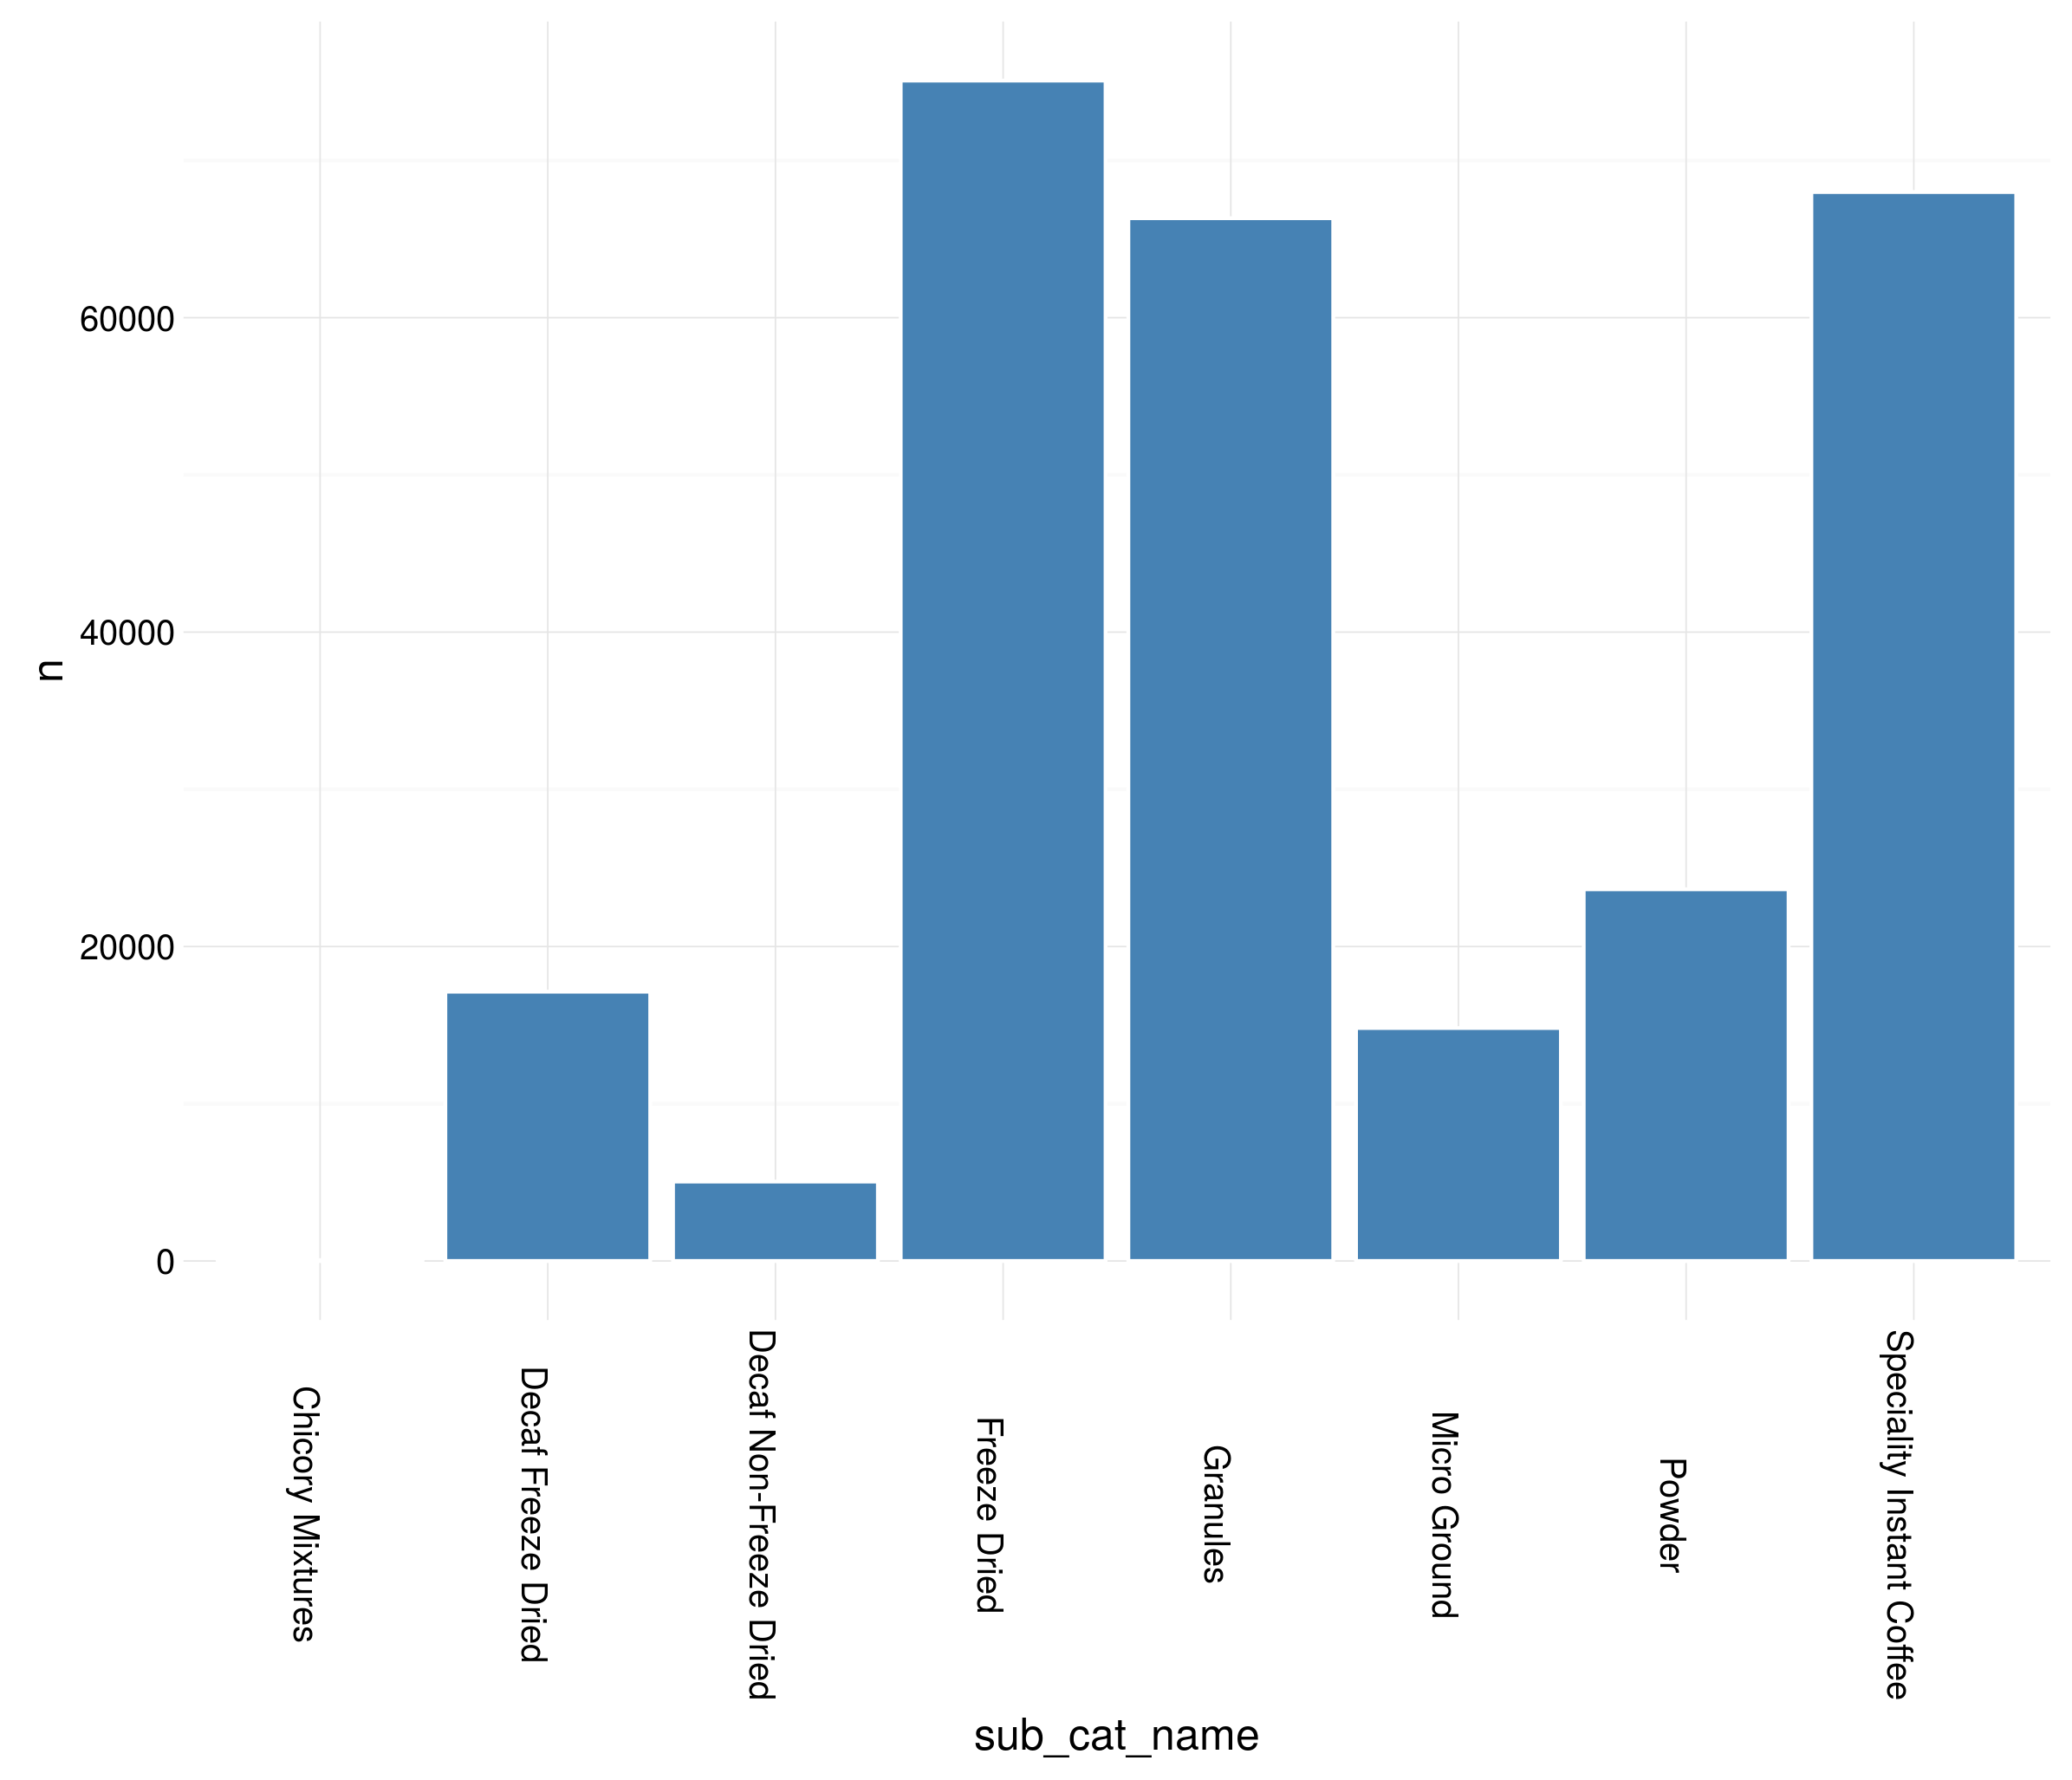 n
60000
40000
20000
0
Chicory Mixtures
Decaf Freeze Dried
Decaf Non-Freeze Dried
Freeze Dried
Granules
Micro Ground
Powder
Speciality Instant Coffee
sub_cat_name